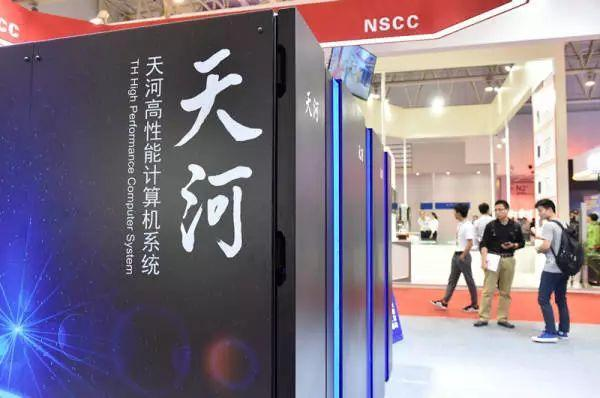 NSCC
天河
天河高性能计算机系统
TH High Performance Computer System
天河
N2